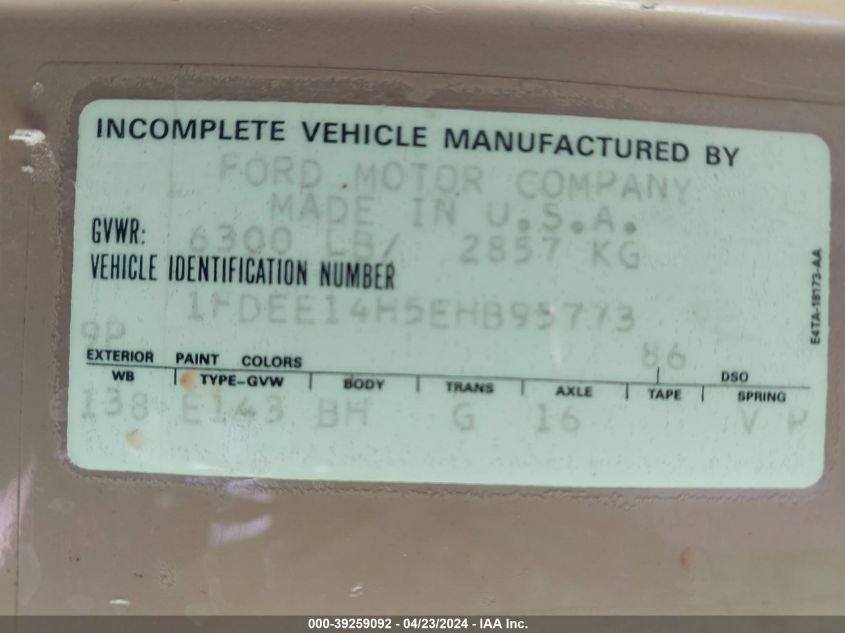 INCOMPLETE VEHICLE MANUFACTURED BY
FORD MOTOR COMPANY
MADE IN U.S.A.
GVWR: 6300 LB/ 2857 KG
VEHICLE IDENTIFICATION NUMBER
1FDEE14H5EHB95773
9P
86
EXTERIOR PAINT COLORS DSO
WB TYPE-GVW BODY TRANS AXLE TAPE SPRING
138 E143 BH G 16 V P
E4TA-18173-AA
000-39259092 - 04/23/2024 - IAA Inc.